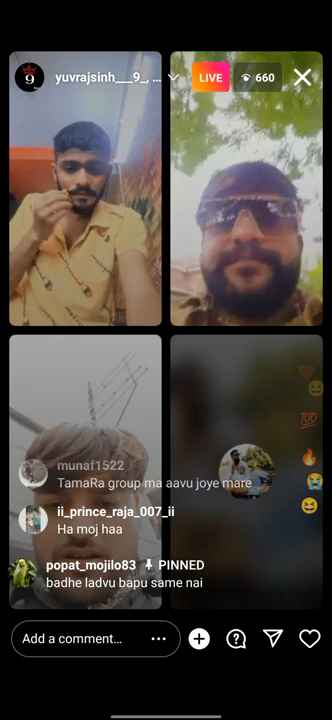 9
yuvrajsinh___9_, ...
LIVE
660
munaf1522
TamaRa group ma aavu joye mare
ii_prince_raja_007_ii
Ha moj haa
popat_mojilo83 PINNED
badhe ladvu bapu same nai
Add a comment...